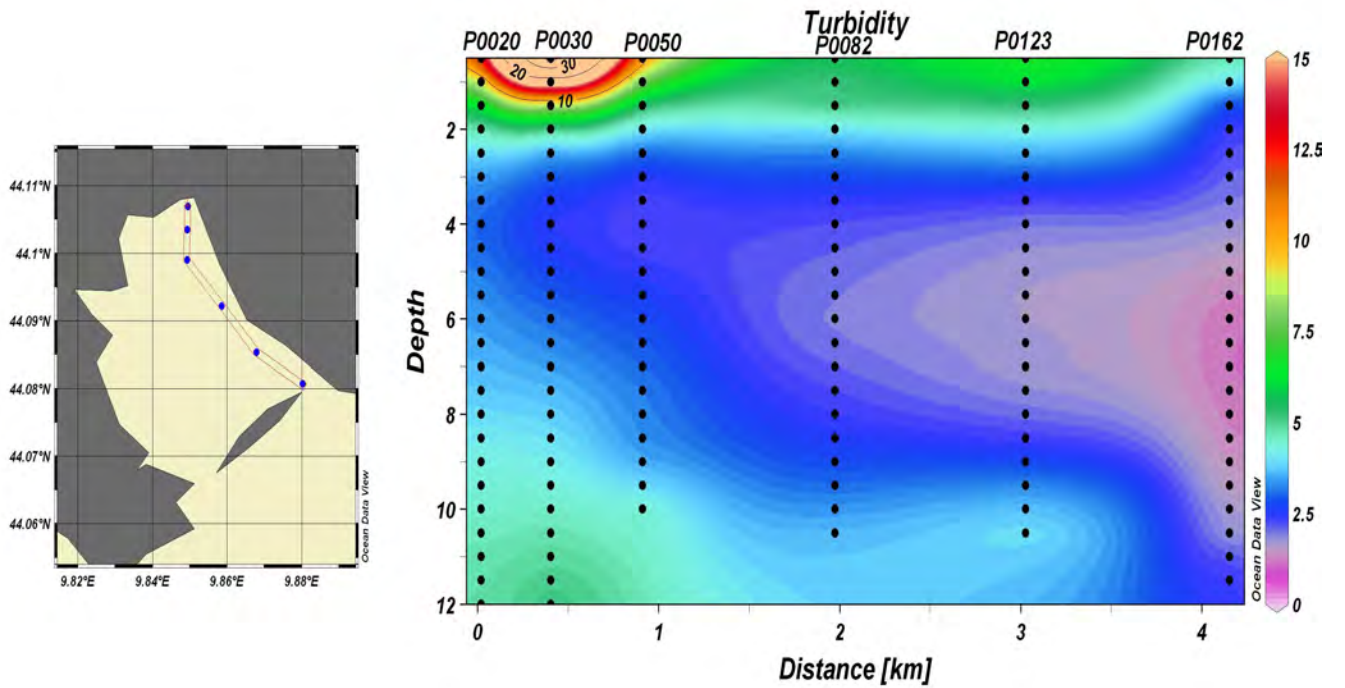 44.11°N
44.1°N
44.09°N
44.08°N
44.07°N
44.06°N
9.82°E 9.84°E 9.86°E 9.88°E
Ocean Data View
Turbidity
P0020 P0030 P0050 P0082 P0123 P0162
20 30
10
Depth
2
4
6
8
10
12
0 1 2 3 4
Distance [km]
Ocean Data View
15
12.5
10
7.5
5
2.5
0